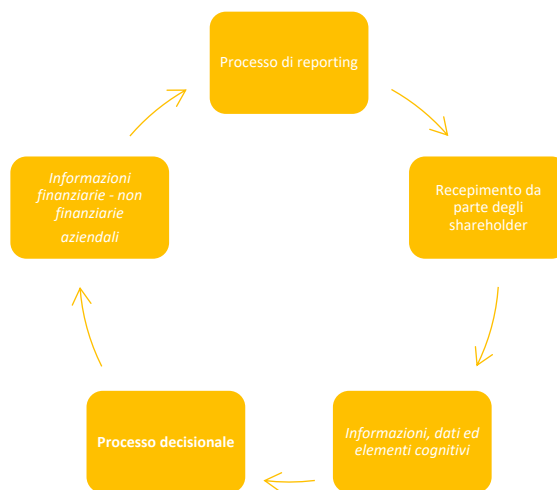 Processo di reporting
Informazioni
finanziarie - non
finanziarie
aziendali
Recepimento da
parte degli
shareholder
Processo decisionale
Informazioni, dati ed
elementi cognitivi